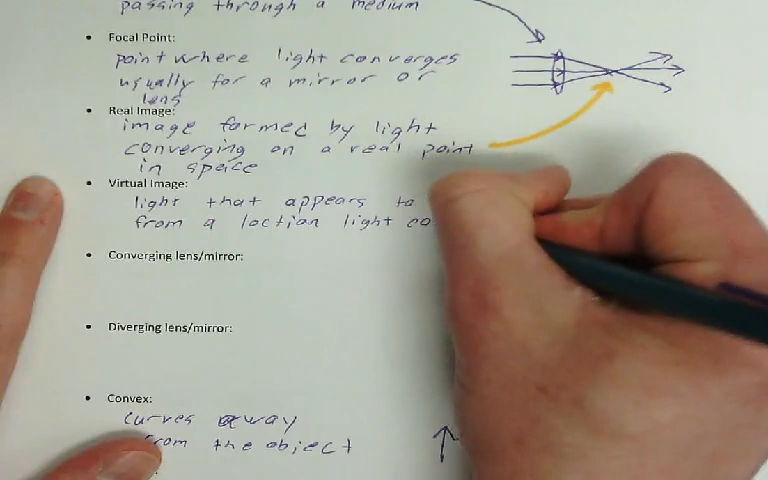 passing through a medium
Focal Point:
point where light converges
usually for a mirror or
lens
Real Image:
image formed by light
converging on a real point
in speice
Virtual Image:
light that appears to
from a loction light co
Converging lens/mirror:
Diverging lens/mirror:
Convex:
curves away
from the object